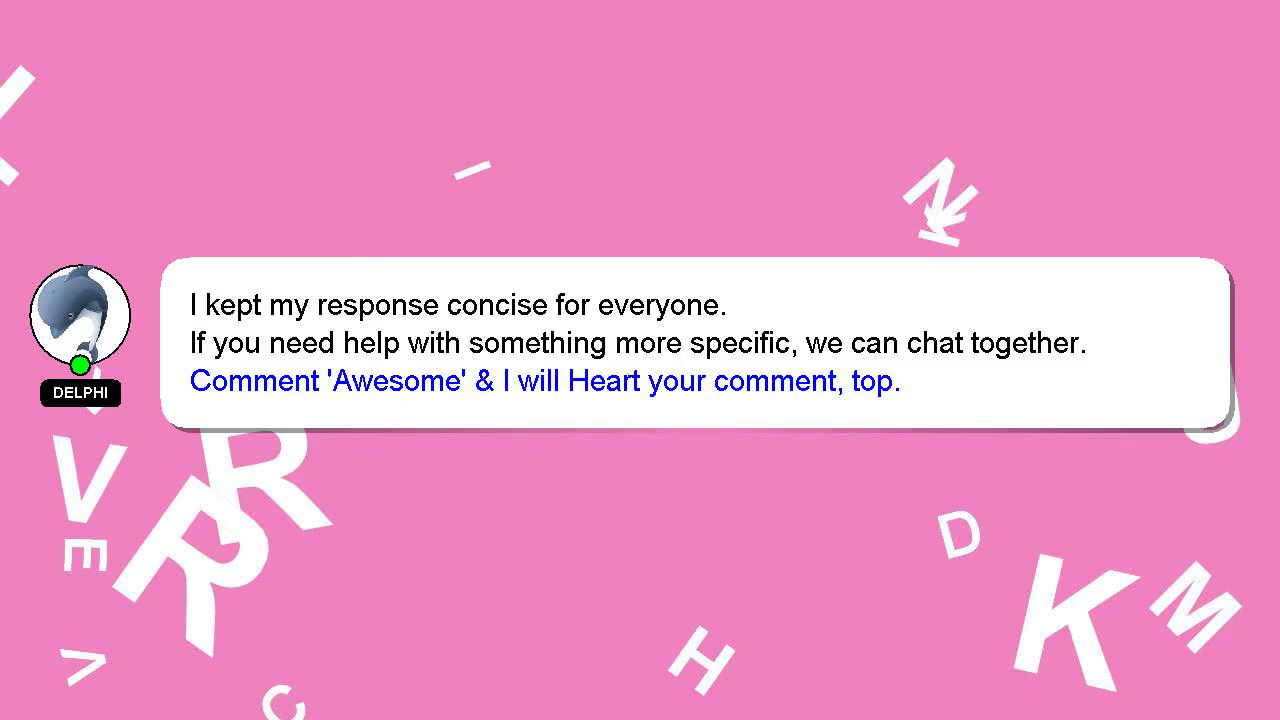 I
N
K
I kept my response concise for everyone.
If you need help with something more specific, we can chat together.
Comment 'Awesome' & I will Heart your comment, top.
DELPHI
V
R
R
E
D
K
M
V
H
C